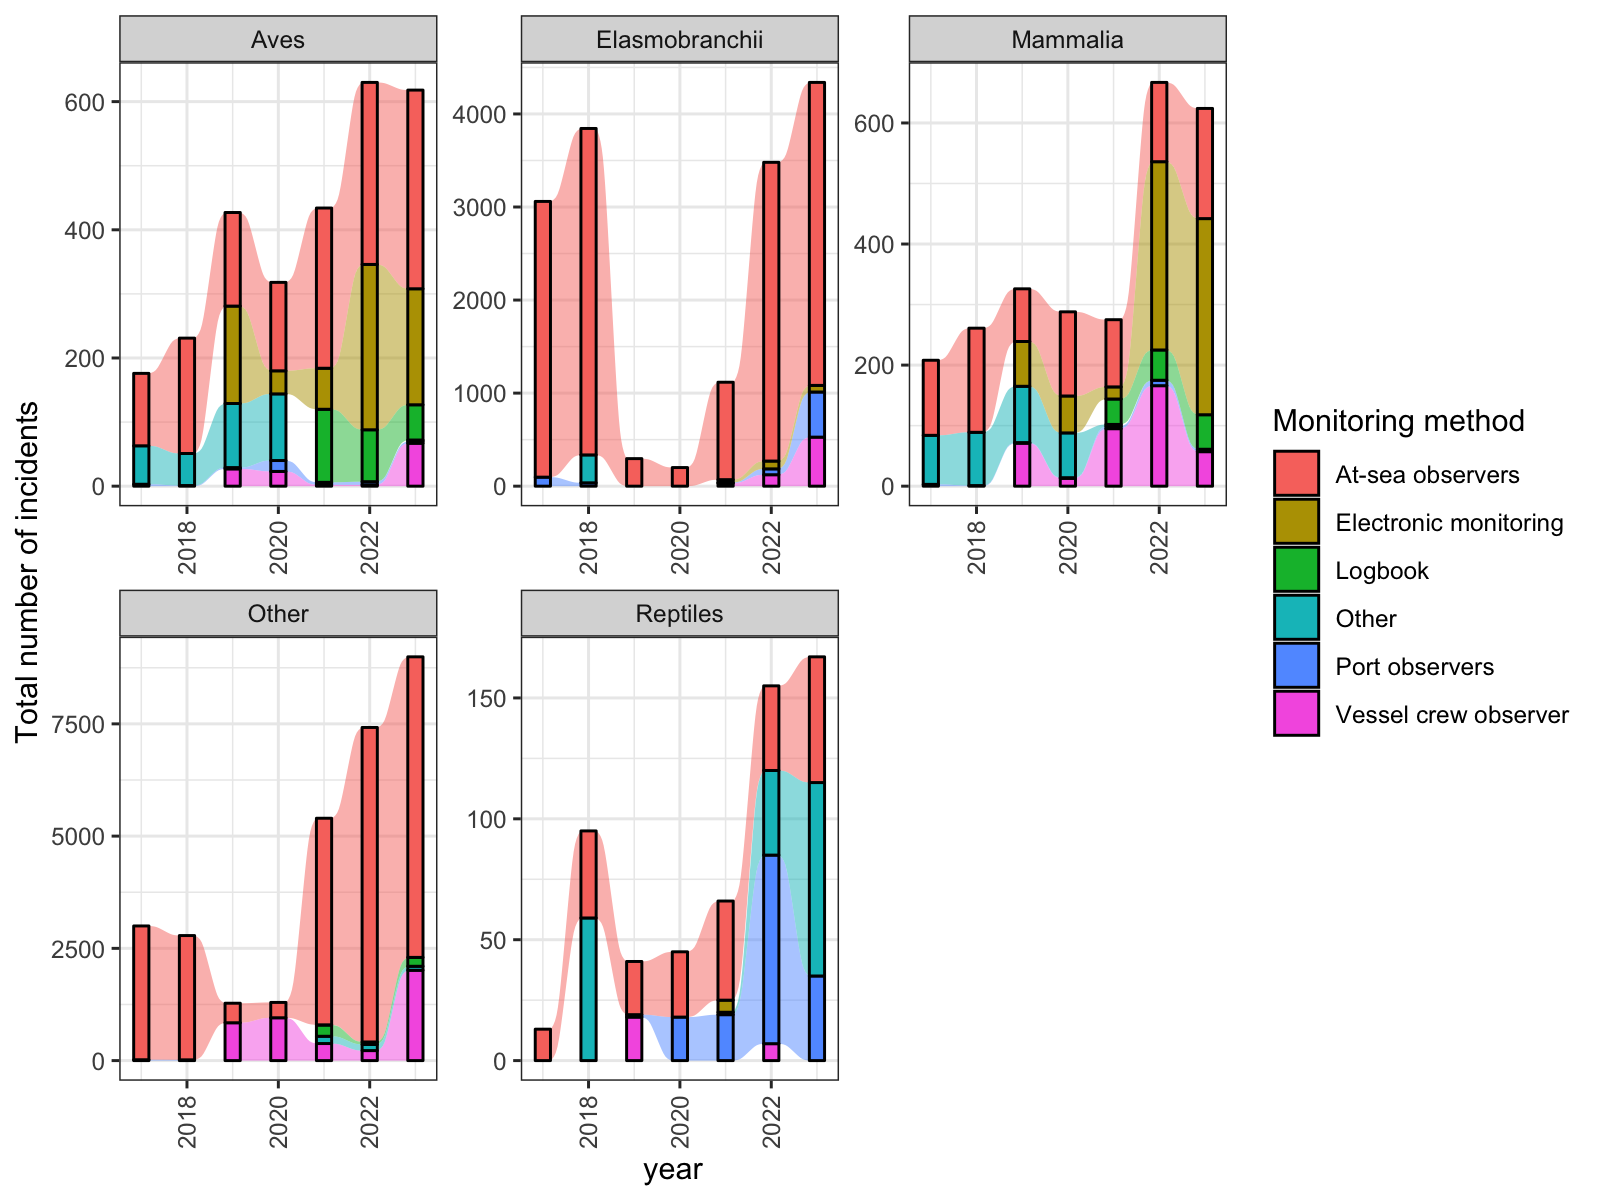 Aves
Elasmobranchii
Mammalia
600
400
200
0
2018
2020
2022
4000
3000
2000
1000
0
2018
2020
2022
600
400
200
0
2018
2020
2022
Other
Reptiles
7500
5000
2500
0
2018
2020
2022
150
100
50
0
2018
2020
2022
Total number of incidents
year
Monitoring method
At-sea observers
Electronic monitoring
Logbook
Other
Port observers
Vessel crew observer